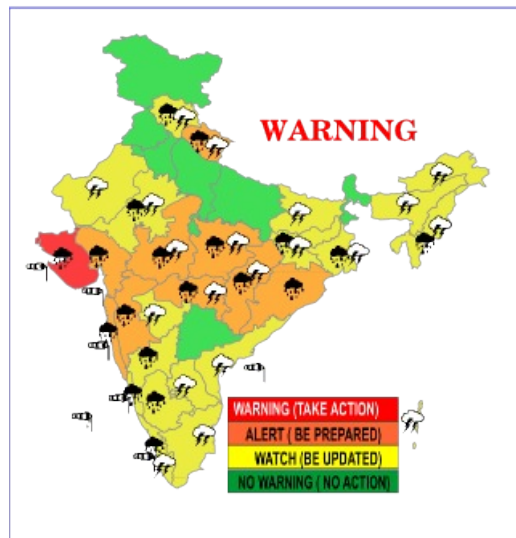 WARNING
WARNING (TAKE ACTION)
ALERT ( BE PREPARED)
WATCH (BE UPDATED)
NO WARNING ( NO ACTION)